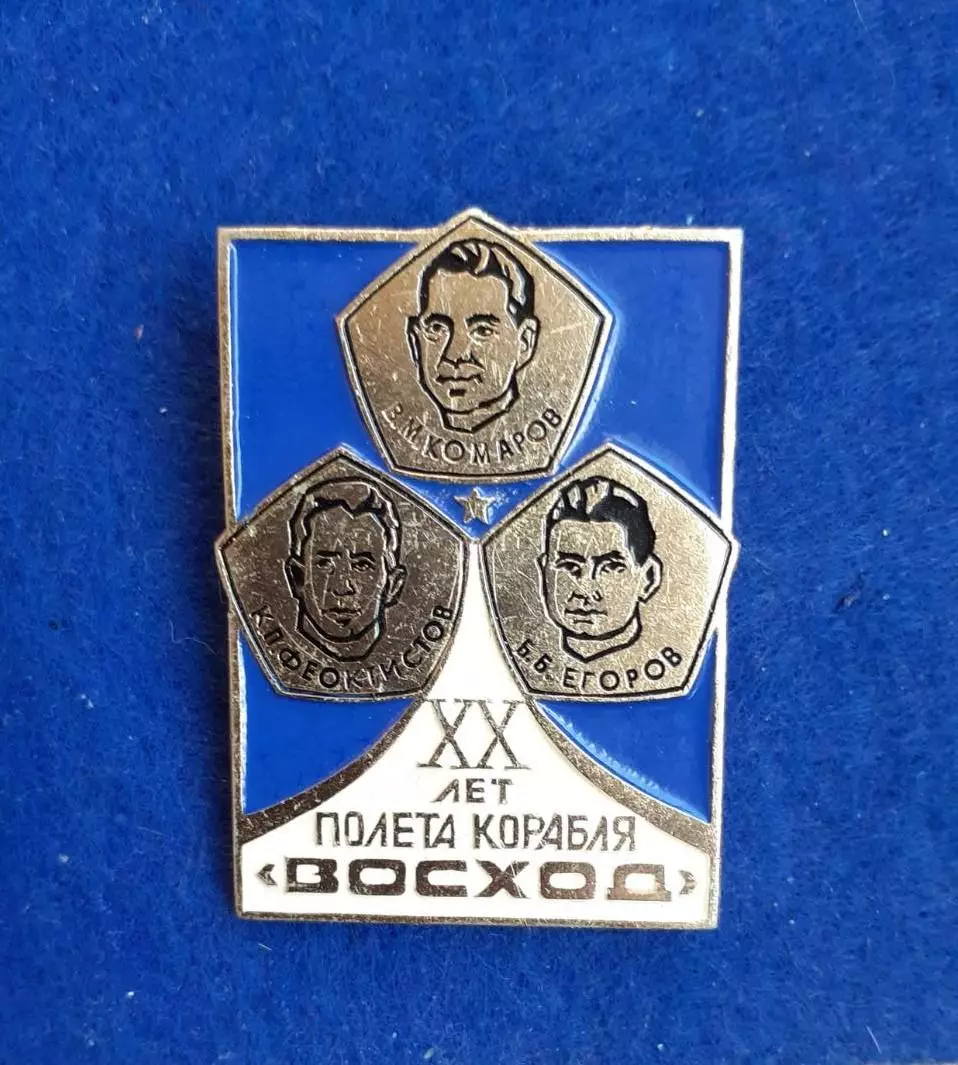 В.М.КОМАРОВ
К.П.ФЕОКТИСТОВ
Б.Б.ЕГОРОВ
XX
ЛЕТ
ПОЛЕТА КОРАБЛЯ
«ВОСХОД»